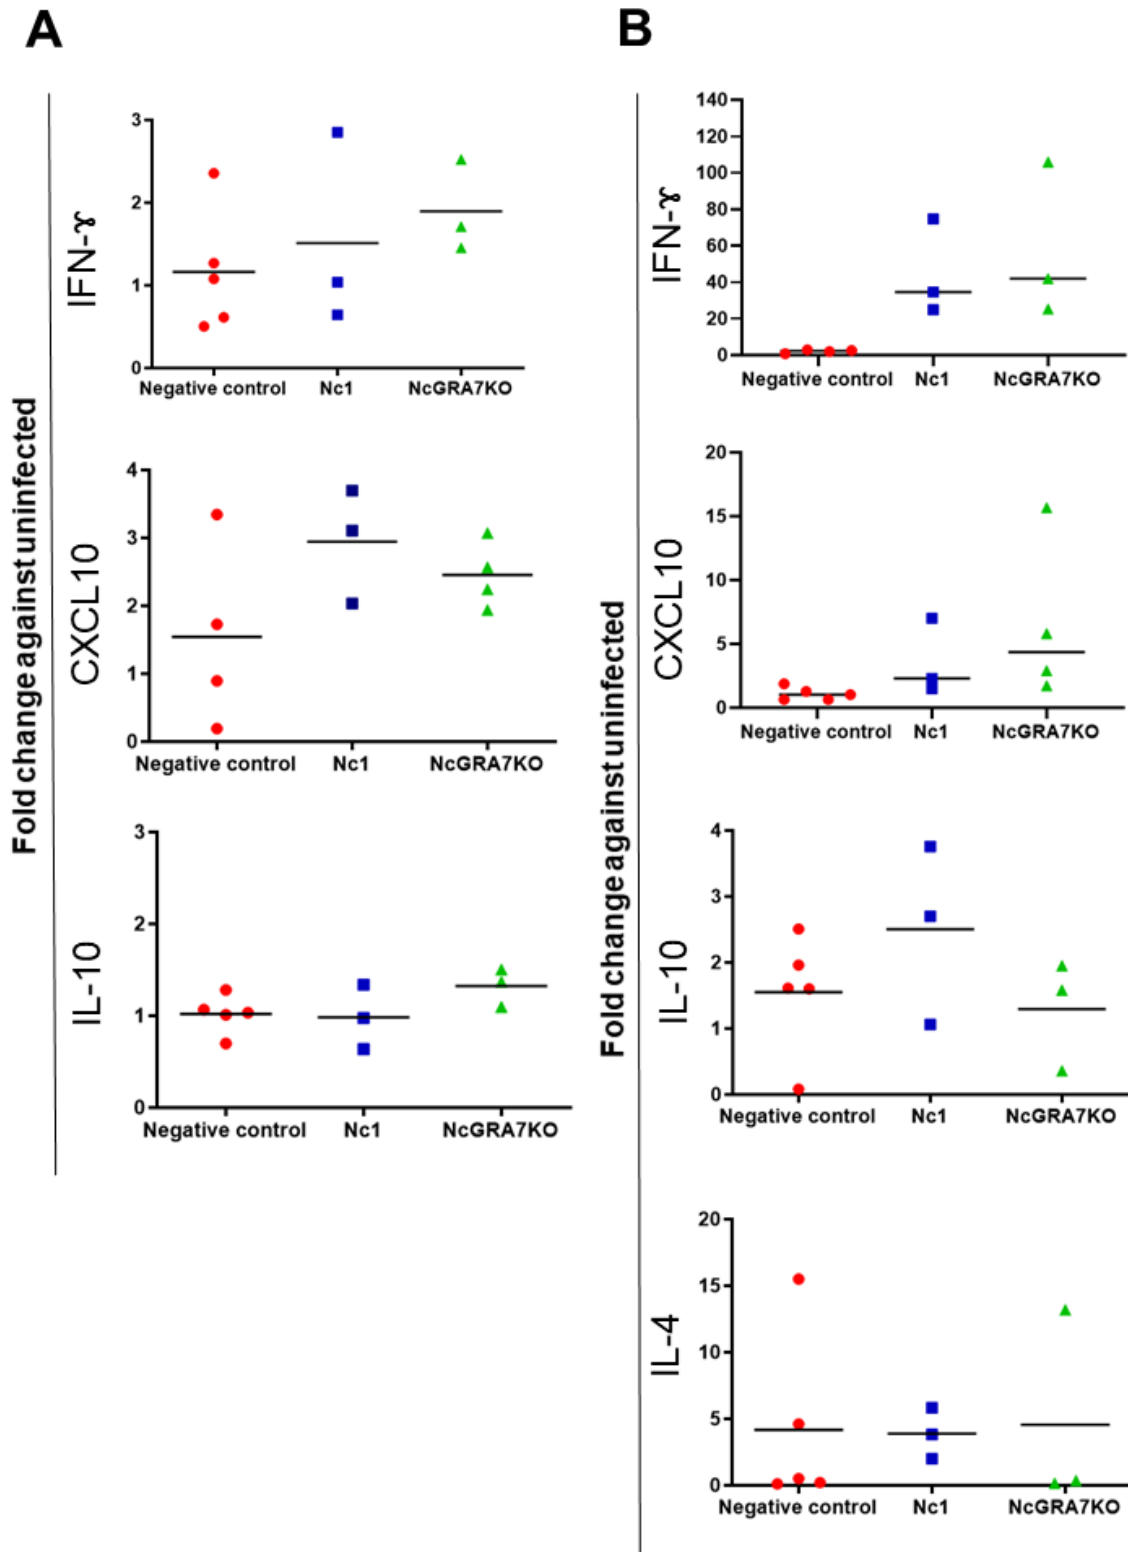 A
Fold change against uninfected
IFN-ɤ
3
2
1
0
Negative control Nc1 NcGRA7KO
CXCL10
4
3
2
1
0
Negative control Nc1 NcGRA7KO
IL-10
3
2
1
0
Negative control Nc1 NcGRA7KO
B
Fold change against uninfected
IFN-ɤ
140
120
100
80
60
40
20
0
Negative control Nc1 NcGRA7KO
CXCL10
20
15
10
5
0
Negative control Nc1 NcGRA7KO
IL-10
4
3
2
1
0
Negative control Nc1 NcGRA7KO
IL-4
20
15
10
5
0
Negative control Nc1 NcGRA7KO